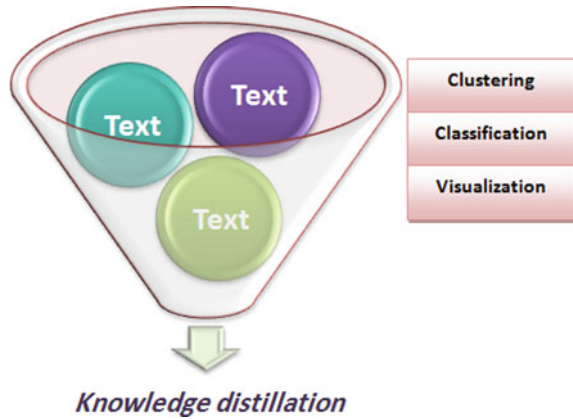 Text
Text
Text
Clustering
Classification
Visualization
Knowledge distillation